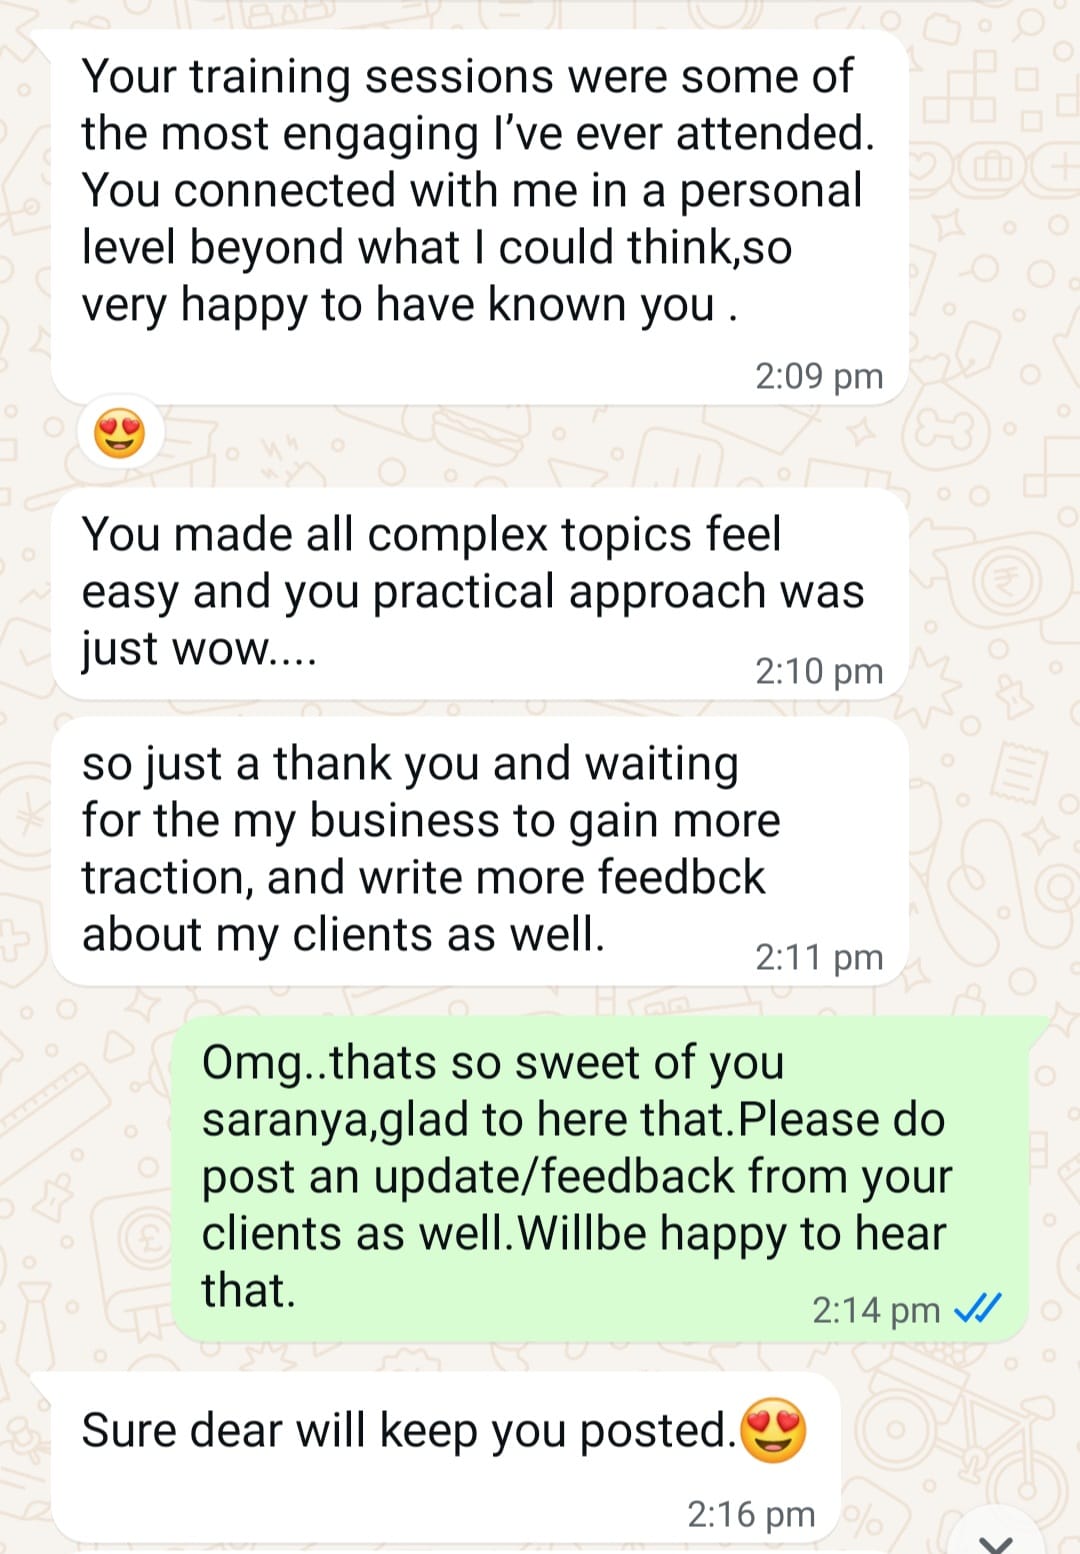 Your training sessions were some of
the most engaging I've ever attended.
You connected with me in a personal
level beyond what I could think,so
very happy to have known you .
2:09 pm
You made all complex topics feel
easy and you practical approach was
just wow....
2:10 pm
so just a thank you and waiting
for the my business to gain more
traction, and write more feedbck
about my clients as well.
2:11 pm
Omg..thats so sweet of you
saranya,glad to here that.Please do
post an update/feedback from your
clients as well.Willbe happy to hear
that.
2:14 pm
Sure dear will keep you posted.😍
2:16 pm